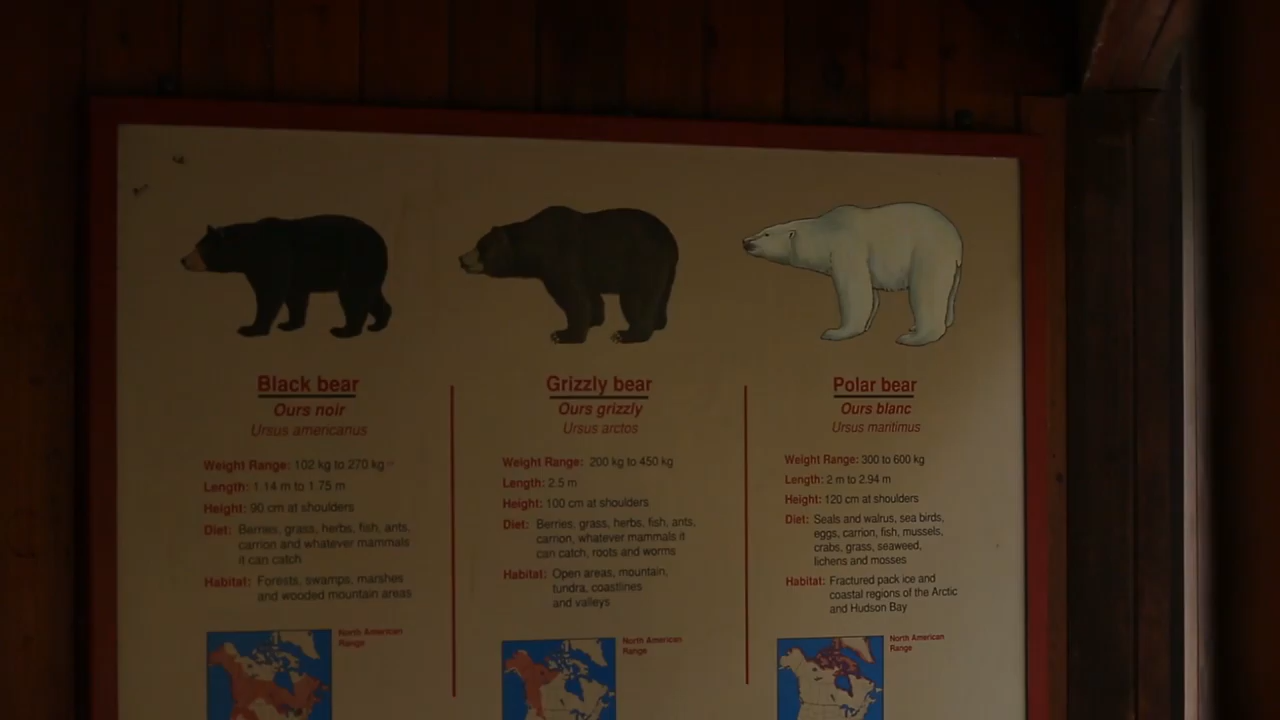 Black bear
Ours noir
Ursus americanus
Weight Range: 102 kg to 270 kg
Length: 1.14 m to 1.75 m
Height: 90 cm at shoulders
Diet: Berries, grass, herbs, fish, ants,
carrion and whatever mammals
it can catch
Habitat: Forests, swamps, marshes
and wooded mountain areas
North American
Range
Grizzly bear
Ours grizzly
Ursus arctos
Weight Range: 200 kg to 450 kg
Length: 2.5 m
Height: 100 cm at shoulders
Diet: Berries, grass, herbs, fish, ants,
carrion, whatever mammals it
can catch, roots and worms
Habitat: Open areas, mountain,
tundra, coastlines
and valleys
North American
Range
Polar bear
Ours blanc
Ursus maritimus
Weight Range: 300 to 600 kg
Length: 2 m to 2.94 m
Height: 120 cm at shoulders
Diet: Seals and walrus, sea birds,
eggs, carrion, fish, mussels,
crabs, grass, seaweed,
lichens and mosses
Habitat: Fractured pack ice and
coastal regions of the Arctic
and Hudson Bay
North American
Range